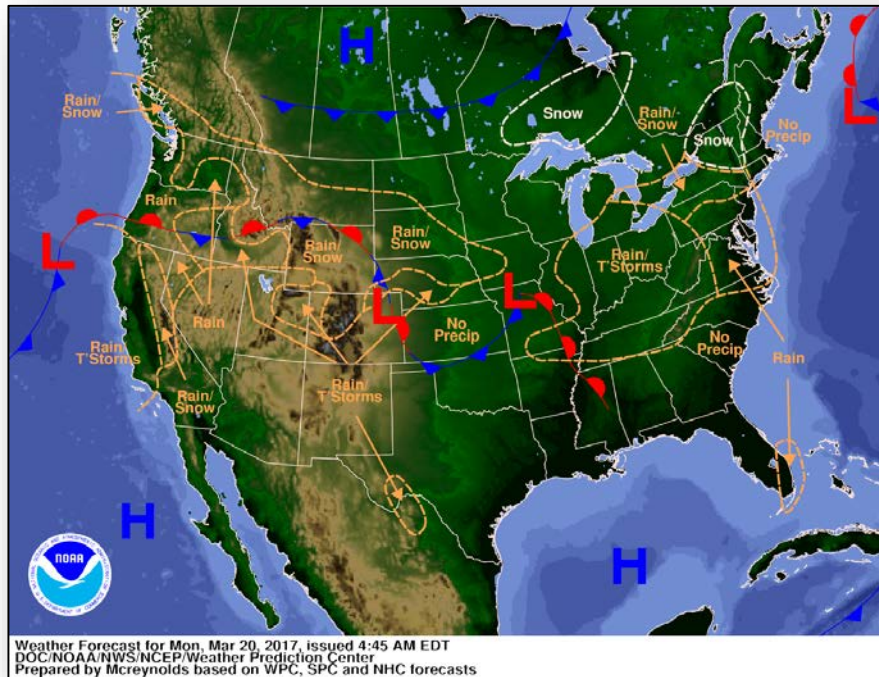 H
Snow
Rain/
Snow
Rain/
Snow
Snow
No
Precip
L
Rain
L
Rain/
Snow
Rain/
Snow
Rain/
T'Storms
L
L
No
Precip
Rain
Rain/
T'Storms
Rain/
Snow
Rain/
T'Storms
No
Precip
Rain
H
H
NOAA
Weather Forecast for Mon, Mar 20, 2017, issued 4:45 AM EDT
DOC/NOAA/NWS/NCEP/Weather Prediction Center
Prepared by Mcreynolds based on WPC, SPC and NHC forecasts